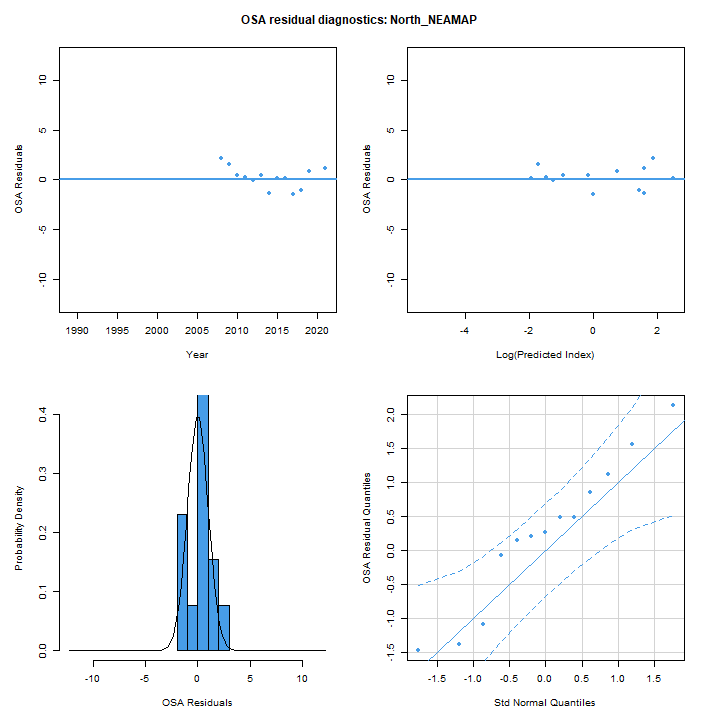 OSA residual diagnostics: North_NEAMAP
OSA Residuals
10
5
0
-5
-10
1990 1995 2000 2005 2010 2015 2020
Year
OSA Residuals
10
5
0
-5
-10
-4 -2 0 2
Log(Predicted Index)
Probability Density
0.4
0.3
0.2
0.1
0.0
-10 -5 0 5 10
OSA Residuals
OSA Residual Quantiles
2.0
1.5
1.0
0.5
0.0
-0.5
-1.0
-1.5
-1.5 -1.0 -0.5 0.0 0.5 1.0 1.5
Std Normal Quantiles